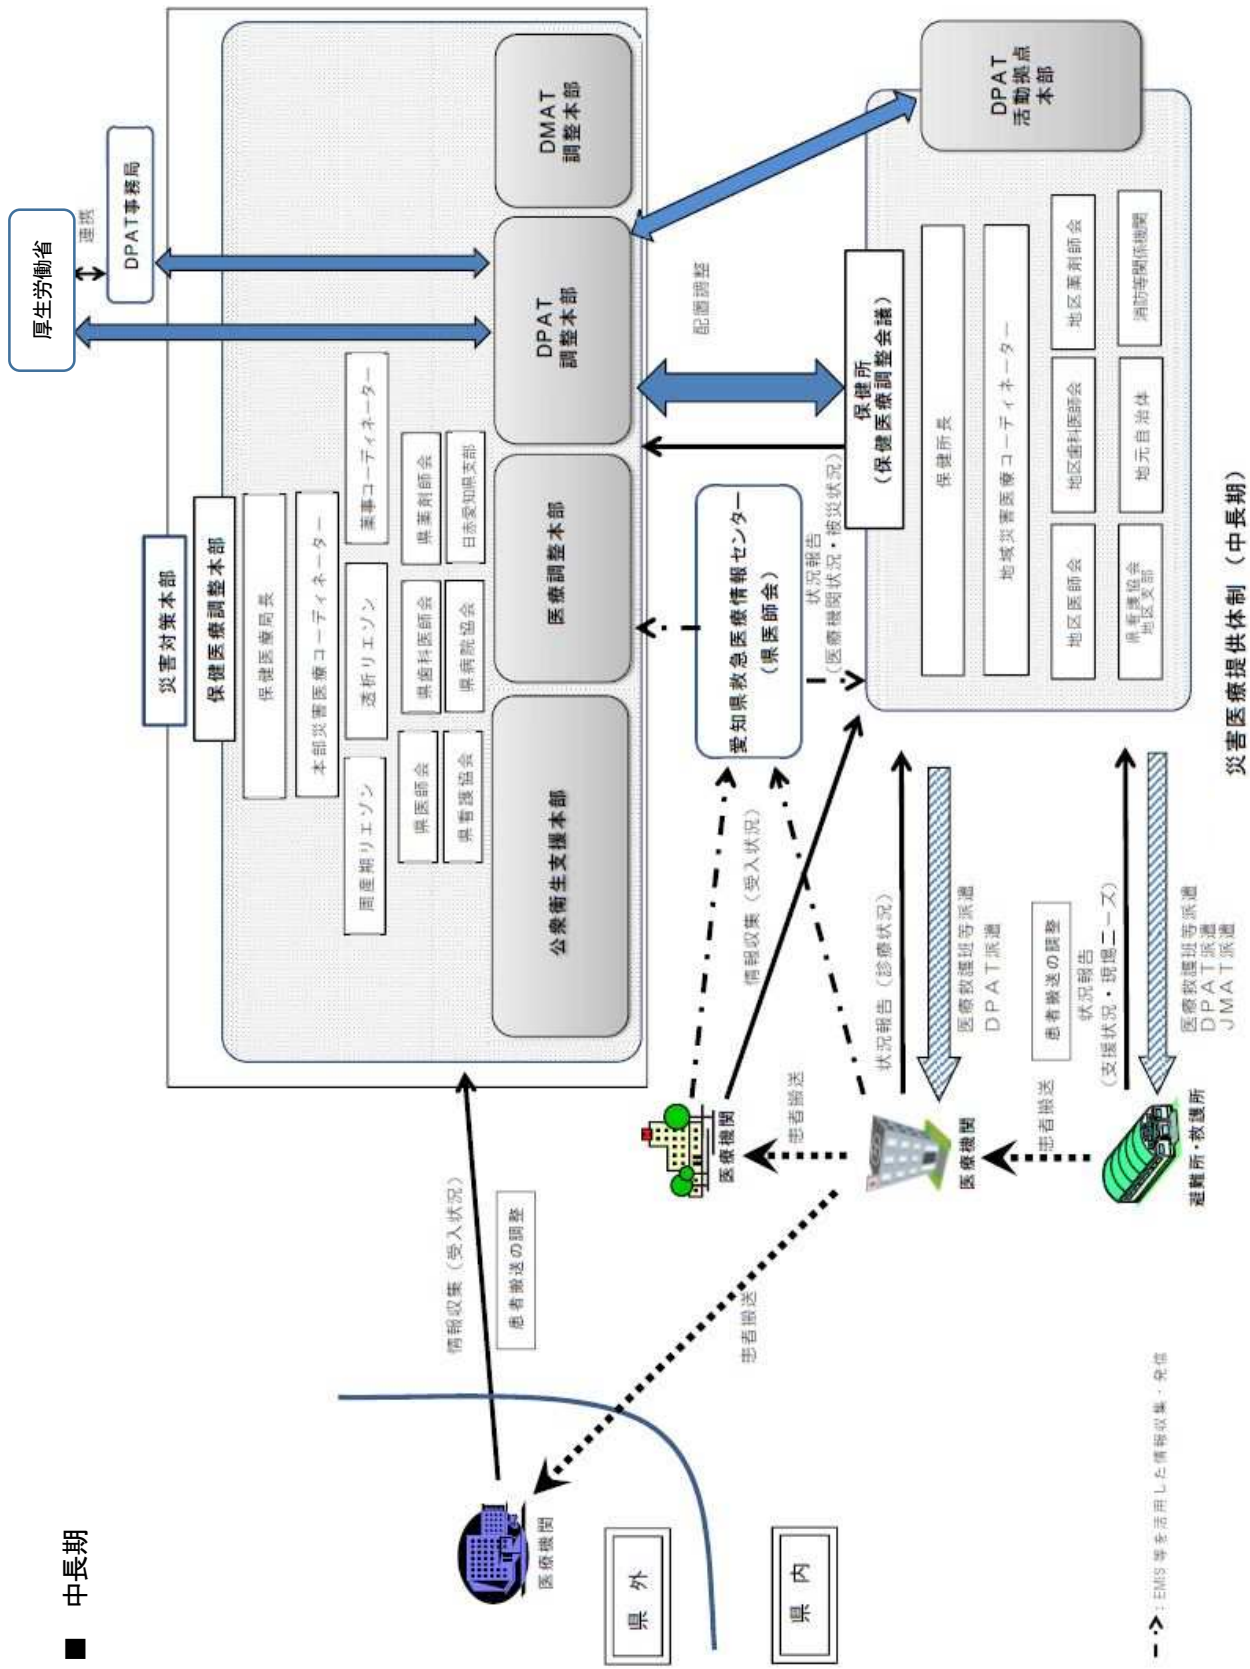 ■ 中長期
厚生労働省
連携
DPAT事務局
災害対策本部
保健医療調整本部
保健医療局長
本部災害医療コーディネーター
周産期リエゾン
透析リエゾン
薬事コーディネーター
県医師会
県歯科医師会
県薬剤師会
県看護協会
県病院協会
日赤愛知県支部
公衆衛生支援本部
医療調整本部
DPAT
調整本部
DMAT
調整本部
情報収集（受入状況）
患者搬送の調整
医療機関
県 外
県 内
愛知県救急医療情報センター
（県医師会）
配置調整
状況報告
（医療機関状況・被災状況）
医療機関
情報収集（受入状況）
患者搬送
患者搬送
保健所
（保健医療調整会議）
保健所長
地域災害医療コーディネーター
地区医師会
地区歯科医師会
地区薬剤師会
県看護協会
地区支部
地元自治体
消防等関係機関
DPAT
活動拠点
本部
状況報告（診療状況）
医療救護班等派遣
DPAT派遣
医療機関
患者搬送
患者搬送の調整
状況報告
（支援状況・現場ニーズ）
医療救護班等派遣
DPAT派遣
JMAT派遣
避難所・救護所
：EMIS等を活用した情報収集・発信
災害医療提供体制（中長期）